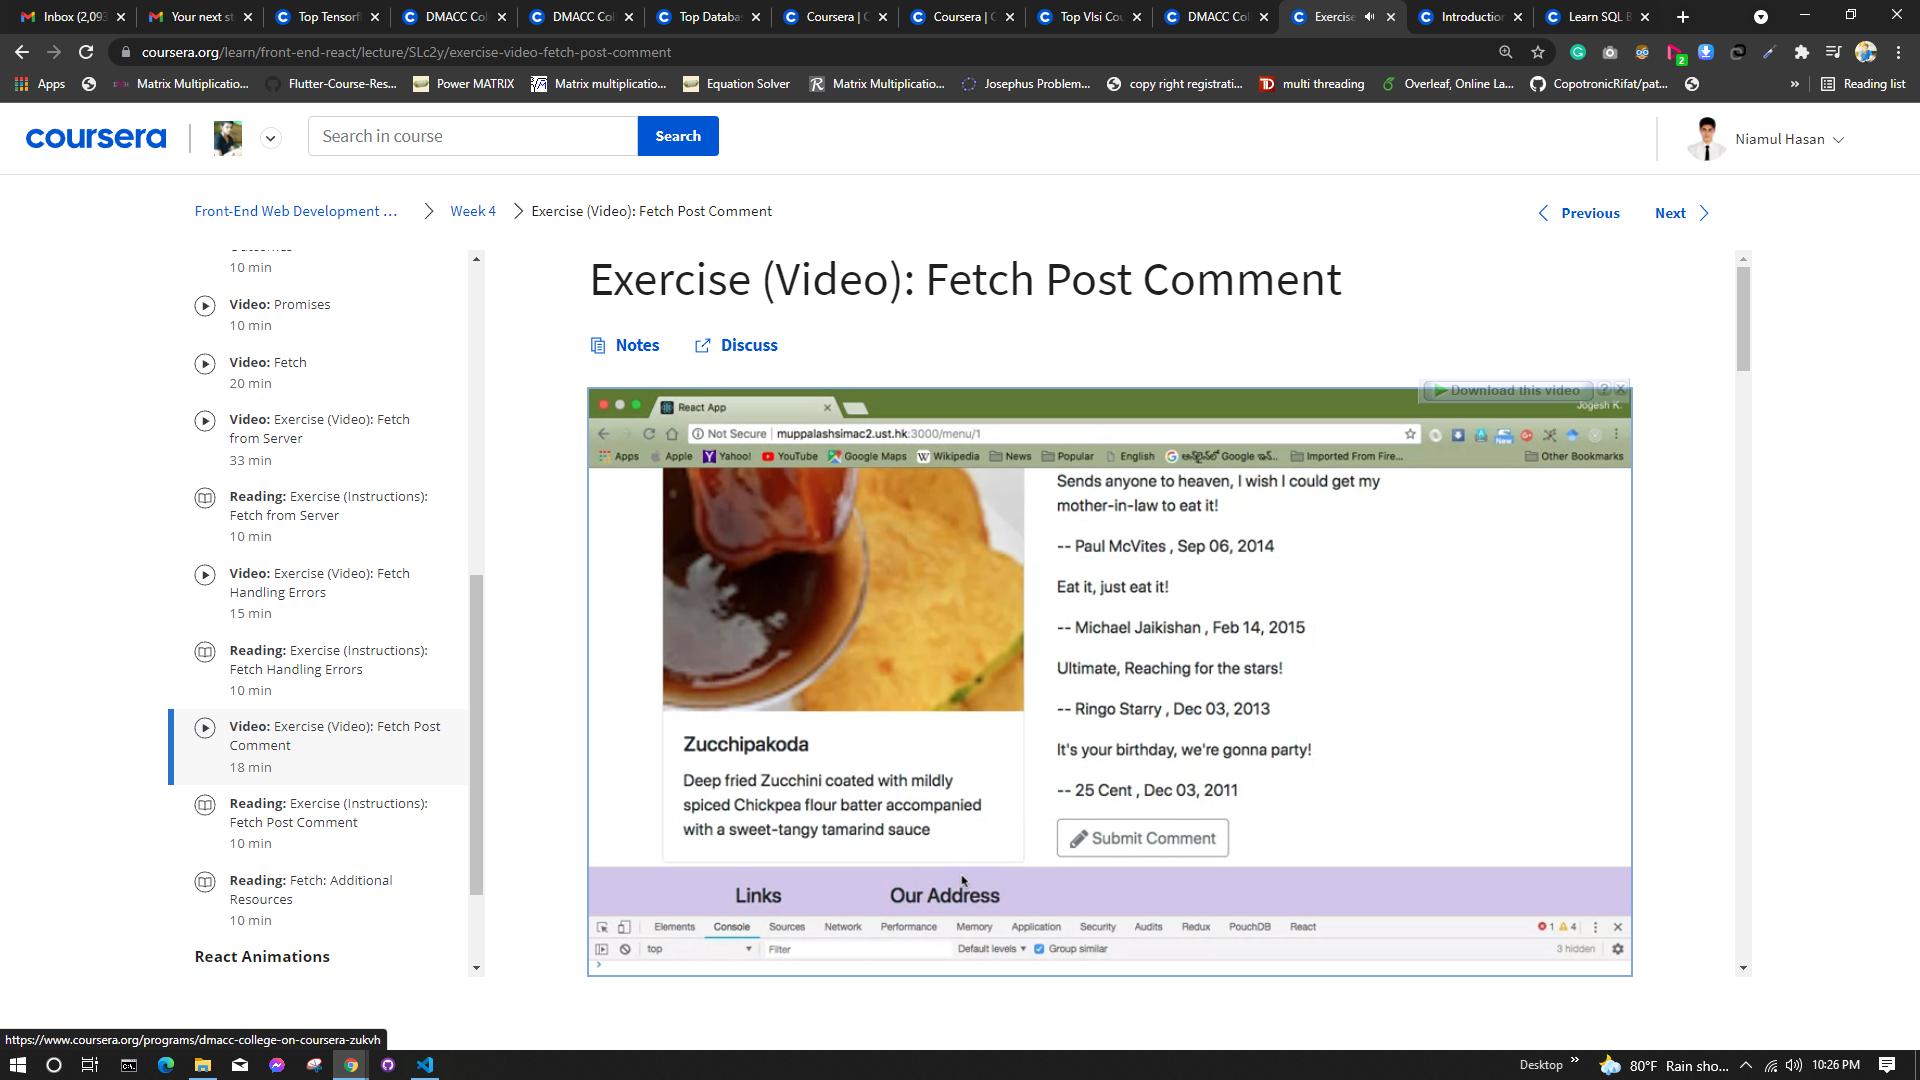 Inbox (2,093
Your next st
Top Tensorfl
DMACC Col
DMACC Col
Top Databa
Coursera | C
Coursera | C
Top Vlsi Cou
DMACC Col
Exercise
Introduction
Learn SQL B
coursera.org/learn/front-end-react/lecture/SLc2y/exercise-video-fetch-post-comment
Apps
Matrix Multiplicatio...
Flutter-Course-Res...
Power MATRIX
Matrix multiplicatio...
Equation Solver
Matrix Multiplicatio...
Josephus Problem...
copy right registrati...
multi threading
Overleaf, Online La...
CopotronicRifat/pat...
»
Reading list
coursera
Search in course
Search
Niamul Hasan
Front-End Web Development ...
Week 4
Exercise (Video): Fetch Post Comment
Previous
Next
10 min
Video: Promises
10 min
Video: Fetch
20 min
Video: Exercise (Video): Fetch
from Server
33 min
Reading: Exercise (Instructions):
Fetch from Server
10 min
Video: Exercise (Video): Fetch
Handling Errors
15 min
Reading: Exercise (Instructions):
Fetch Handling Errors
10 min
Video: Exercise (Video): Fetch Post
Comment
18 min
Reading: Exercise (Instructions):
Fetch Post Comment
10 min
Reading: Fetch: Additional
Resources
10 min
React Animations
Exercise (Video): Fetch Post Comment
Notes
Discuss
Download this video
React App
Jogesh K.
Not Secure | muppalashsimac2.ust.hk:3000/menu/1
Apps
Apple
Yahoo!
YouTube
Google Maps
Wikipedia
News
Popular
English
Imported From Fire...
Other Bookmarks
Sends anyone to heaven, I wish I could get my
mother-in-law to eat it!
-- Paul McVites , Sep 06, 2014
Eat it, just eat it!
-- Michael Jaikishan , Feb 14, 2015
Ultimate, Reaching for the stars!
-- Ringo Starry , Dec 03, 2013
It's your birthday, we're gonna party!
-- 25 Cent , Dec 03, 2011
Submit Comment
Zucchipakoda
Deep fried Zucchini coated with mildly
spiced Chickpea flour batter accompanied
with a sweet-tangy tamarind sauce
Links
Our Address
Elements
Console
Sources
Network
Performance
Memory
Application
Security
Audits
Redux
PouchDB
React
1
4
top
Filter
Default levels
Group similar
3 hidden
https://www.coursera.org/programs/dmacc-college-on-coursera-zukvh
Desktop
80°F Rain sho...
10:26 PM